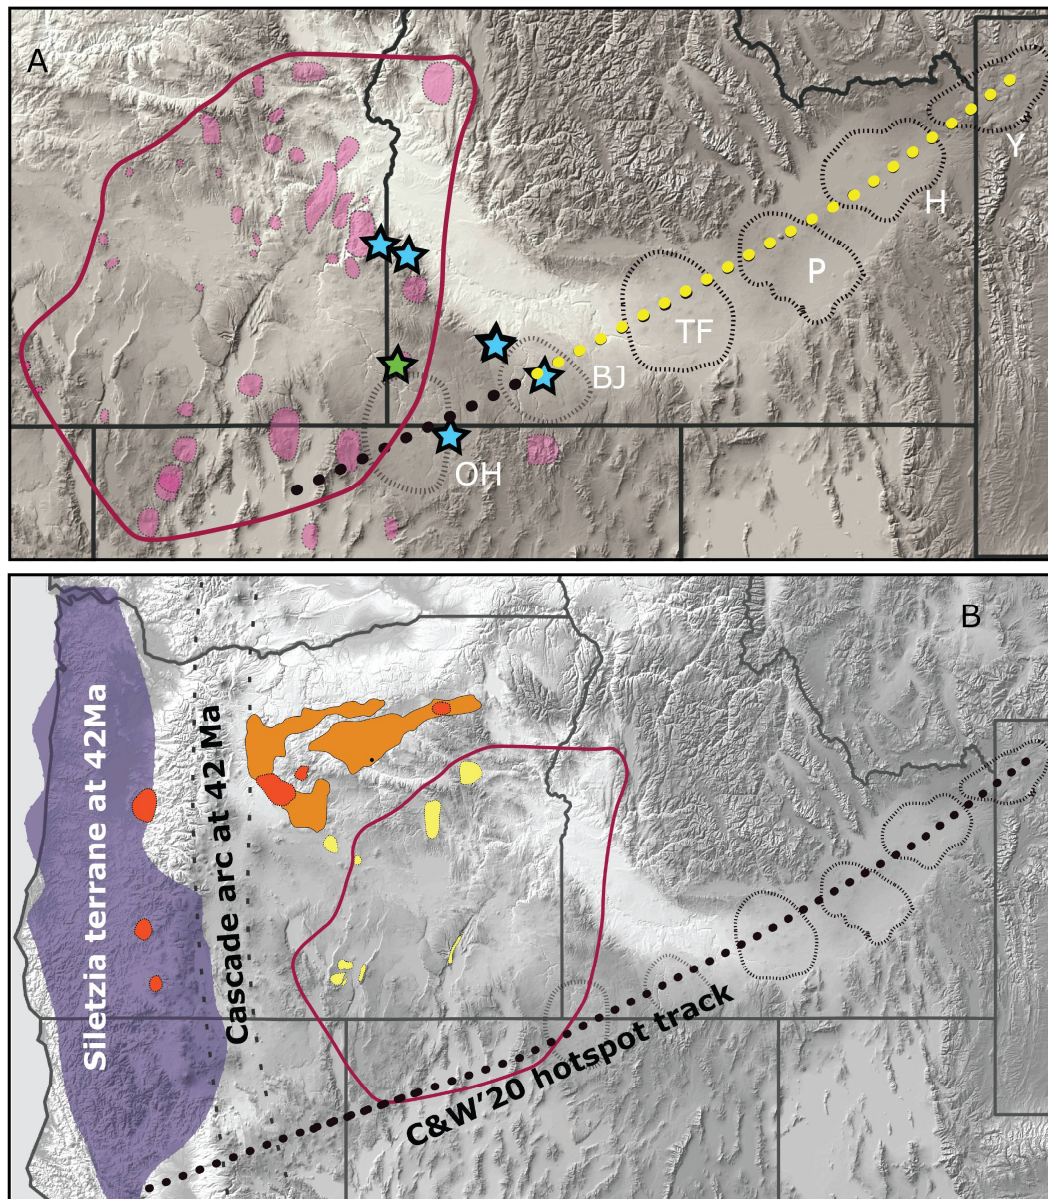 A
Y
H
P
TF
BJ
OH
B
Siletzia terrane at 42Ma
Cascade arc at 42 Ma
C&W'20 hotspot track